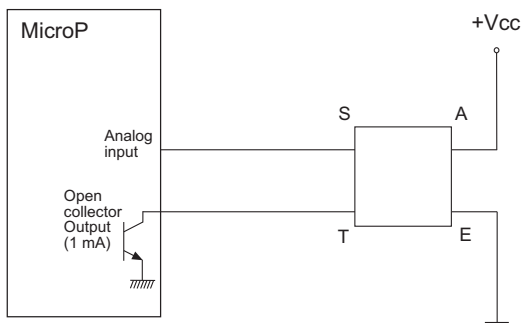 MicroP
+Vcc
S
A
Analog
input
Open
collector
Output
(1 mA)
T
E